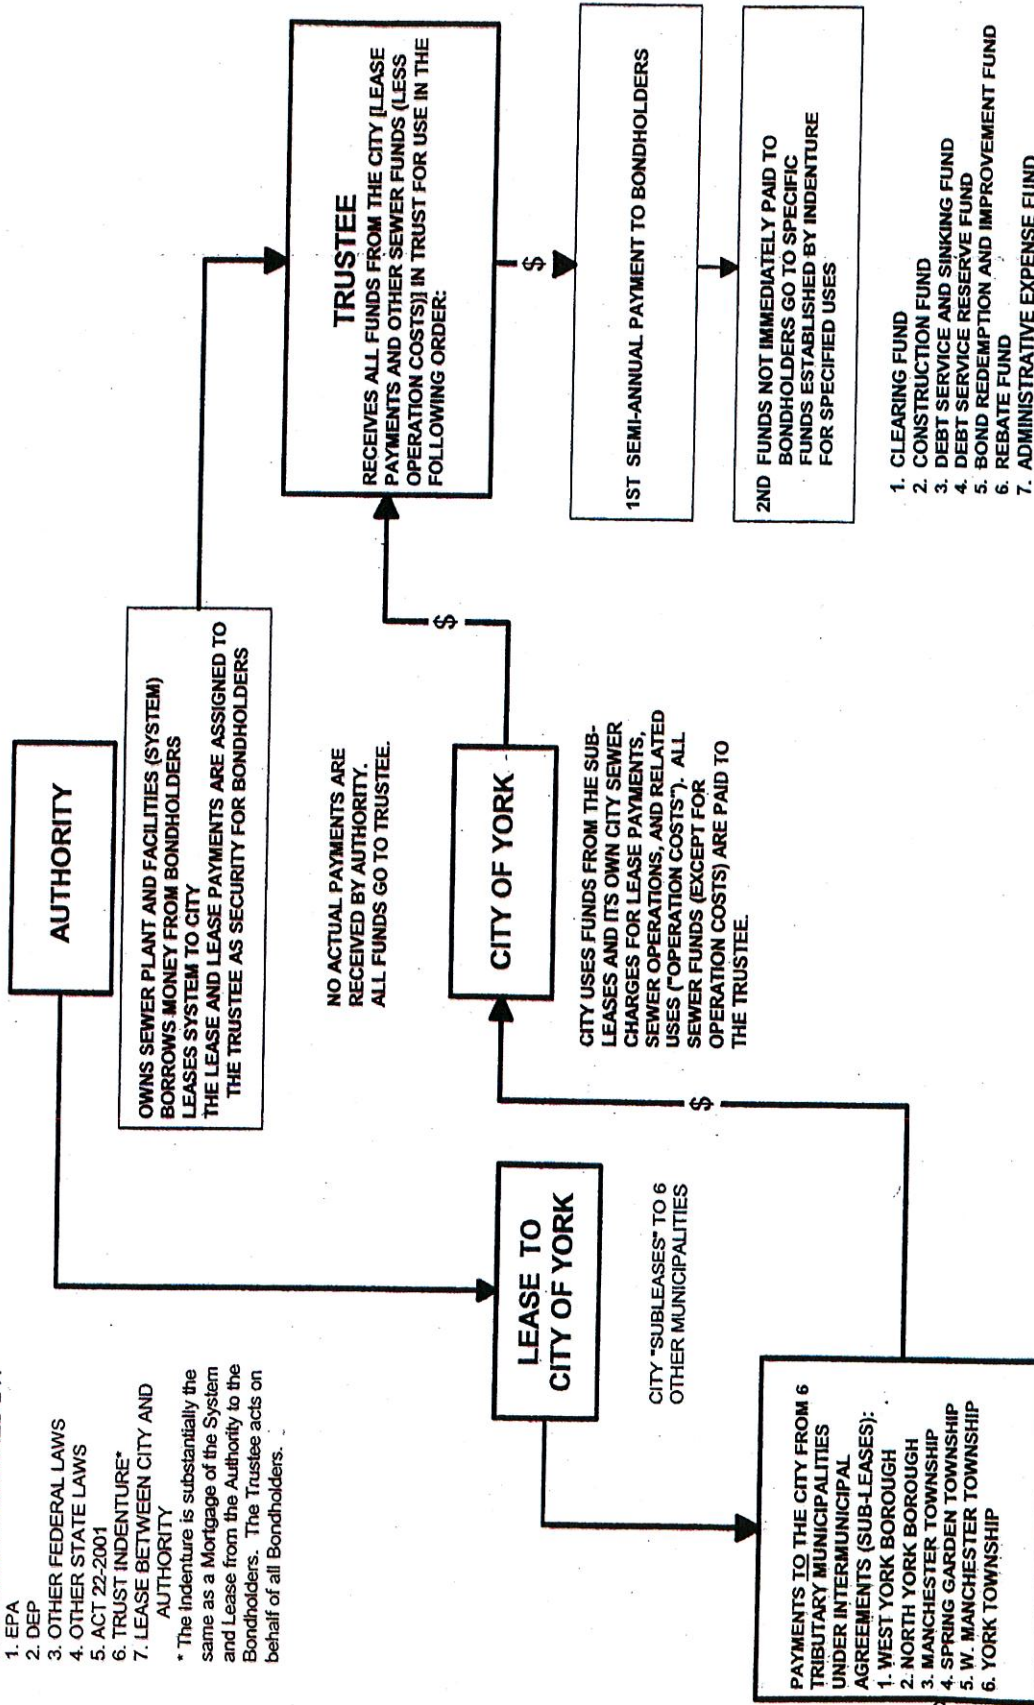 1. EPA
2. DEP
3. OTHER FEDERAL LAWS
4. OTHER STATE LAWS
5. ACT 22-2001
6. TRUST INDENTURE*
7. LEASE BETWEEN CITY AND
AUTHORITY
* The Indenture is substantially the
same as a Mortgage of the System
and Lease from the Authority to the
Bondholders. The Trustee acts on
behalf of all Bondholders.
AUTHORITY
OWNS SEWER PLANT AND FACILITIES (SYSTEM)
BORROWS MONEY FROM BONDHOLDERS
LEASES SYSTEM TO CITY
THE LEASE AND LEASE PAYMENTS ARE ASSIGNED TO
THE TRUSTEE AS SECURITY FOR BONDHOLDERS
NO ACTUAL PAYMENTS ARE
RECEIVED BY AUTHORITY.
ALL FUNDS GO TO TRUSTEE.
LEASE TO
CITY OF YORK
CITY "SUBLEASES" TO 6
OTHER MUNICIPALITIES
PAYMENTS TO THE CITY FROM 6
TRIBUTARY MUNICIPALITIES
UNDER INTERMUNICIPAL
AGREEMENTS (SUB-LEASES):
1. WEST YORK BOROUGH
2. NORTH YORK BOROUGH
3. MANCHESTER TOWNSHIP
4. SPRING GARDEN TOWNSHIP
5. W. MANCHESTER TOWNSHIP
6. YORK TOWNSHIP
$
CITY OF YORK
CITY USES FUNDS FROM THE SUB-
LEASES AND ITS OWN CITY SEWER
CHARGES FOR LEASE PAYMENTS,
SEWER OPERATIONS, AND RELATED
USES ("OPERATION COSTS"). ALL
SEWER FUNDS (EXCEPT FOR
OPERATION COSTS) ARE PAID TO
THE TRUSTEE.
$
TRUSTEE
RECEIVES ALL FUNDS FROM THE CITY [LEASE
PAYMENTS AND OTHER SEWER FUNDS (LESS
OPERATION COSTS)] IN TRUST FOR USE IN THE
FOLLOWING ORDER:
$
1ST SEMI-ANNUAL PAYMENT TO BONDHOLDERS
2ND FUNDS NOT IMMEDIATELY PAID TO
BONDHOLDERS GO TO SPECIFIC
FUNDS ESTABLISHED BY INDENTURE
FOR SPECIFIED USES
1. CLEARING FUND
2. CONSTRUCTION FUND
3. DEBT SERVICE AND SINKING FUND
4. DEBT SERVICE RESERVE FUND
5. BOND REDEMPTION AND IMPROVEMENT FUND
6. REBATE FUND
7. ADMINISTRATIVE EXPENSE FUND